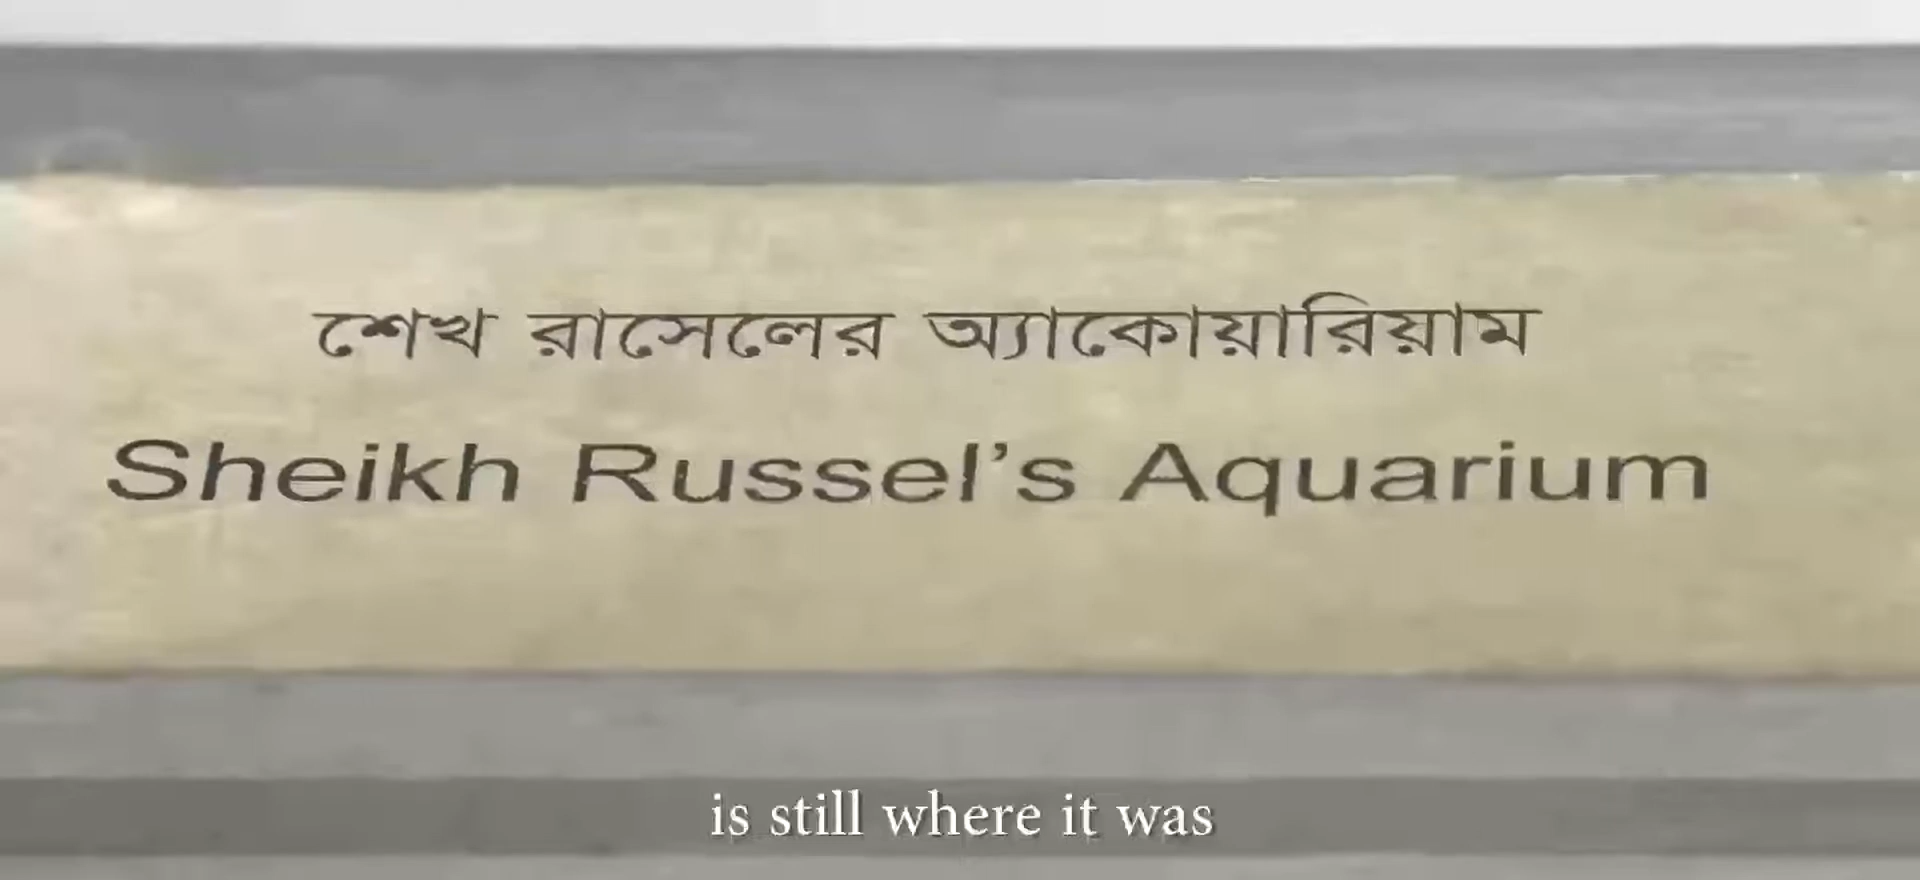 শেখ রাসেলের অ্যাকোয়ারিয়াম
Sheikh Russel's Aquarium
is still where it was